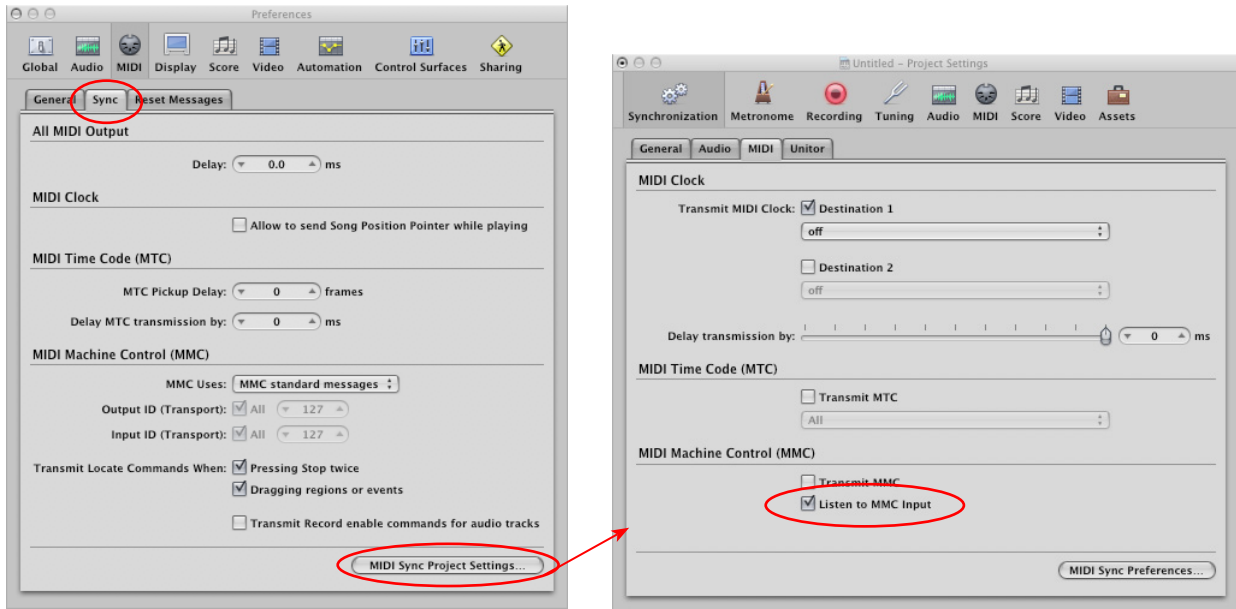 Preferences
Global Audio MIDI Display Score Video Automation Control Surfaces Sharing
General Sync Reset Messages
All MIDI Output
Delay: 0.0 ms
MIDI Clock
Allow to send Song Position Pointer while playing
MIDI Time Code (MTC)
MTC Pickup Delay: 0 frames
Delay MTC transmission by: 0 ms
MIDI Machine Control (MMC)
MMC Uses: MMC standard messages
Output ID (Transport): All 127
Input ID (Transport): All 127
Transmit Locate Commands When: Pressing Stop twice
Dragging regions or events
Transmit Record enable commands for audio tracks
MIDI Sync Project Settings...
Untitled - Project Settings
Synchronization Metronome Recording Tuning Audio MIDI Score Video Assets
General Audio MIDI Unitor
MIDI Clock
Transmit MIDI Clock: Destination 1
off
Destination 2
off
Delay transmission by: 0 ms
MIDI Time Code (MTC)
Transmit MTC
All
MIDI Machine Control (MMC)
Transmit MMC
Listen to MMC Input
MIDI Sync Preferences...